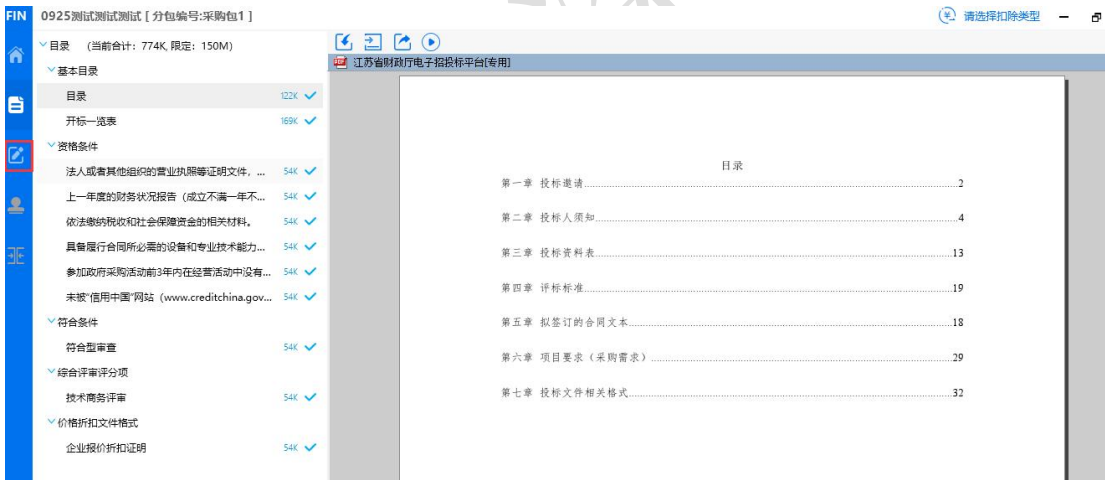 FIN 0925测试测试测试 [ 分包编号:采购包1 ] 请选择扣除类型
目录 (当前合计: 774K, 限定: 150M)
江苏省财政厅电子招投标平台[专用]
基本目录
目录 122K
开标一览表 169K
资格条件
法人或者其他组织的营业执照等证明文件, ... 54K
上一年度的财务状况报告 (成立不满一年不... 54K
依法缴纳税收和社会保障资金的相关材料。 54K
具备履行合同所必需的设备和专业技术能力... 54K
参加政府采购活动前3年内在经营活动中没有... 54K
未被"信用中国"网站 (www.creditchina.gov... 54K
符合条件
符合型审查 54K
综合评审评分项
技术商务评审 54K
价格折扣文件格式
企业报价折扣证明 54K
目录
第一章 投标邀请 2
第二章 投标人须知 4
第三章 投标资料表 13
第四章 评标标准 19
第五章 拟签订的合同文本 18
第六章 项目要求(采购需求) 29
第七章 投标文件相关格式 32